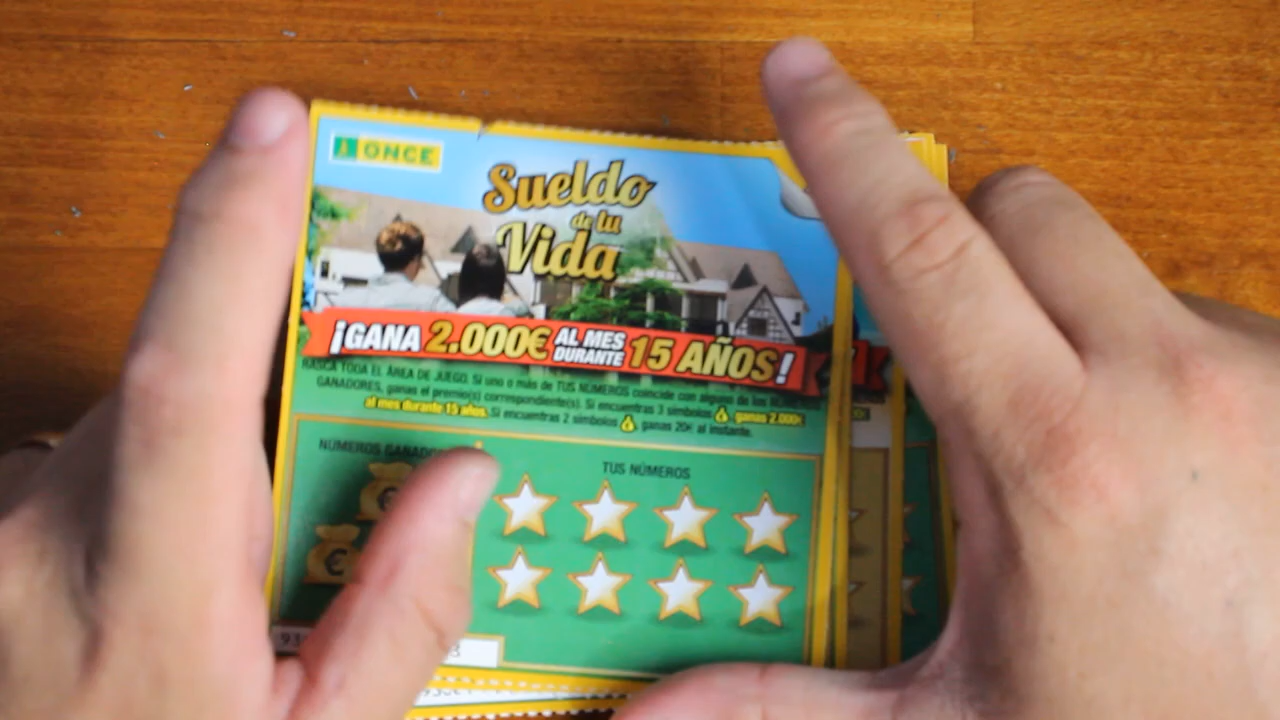 ONCE
Sueldo
de tu
Vida
¡GANA 2.000€ AL MES DURANTE 15 AÑOS!
RASCA TODA EL ÁREA DE JUEGO. Si uno o más de TUS NÚMEROS coincide con alguno de los
GANADORES, ganas el premio(s) correspondiente(s). Si encuentras 3 símbolos ganas 2.000€
al mes durante 15 años. Si encuentras 2 símbolos ganas 20€ al instante.
NÚMEROS
TUS NÚMEROS